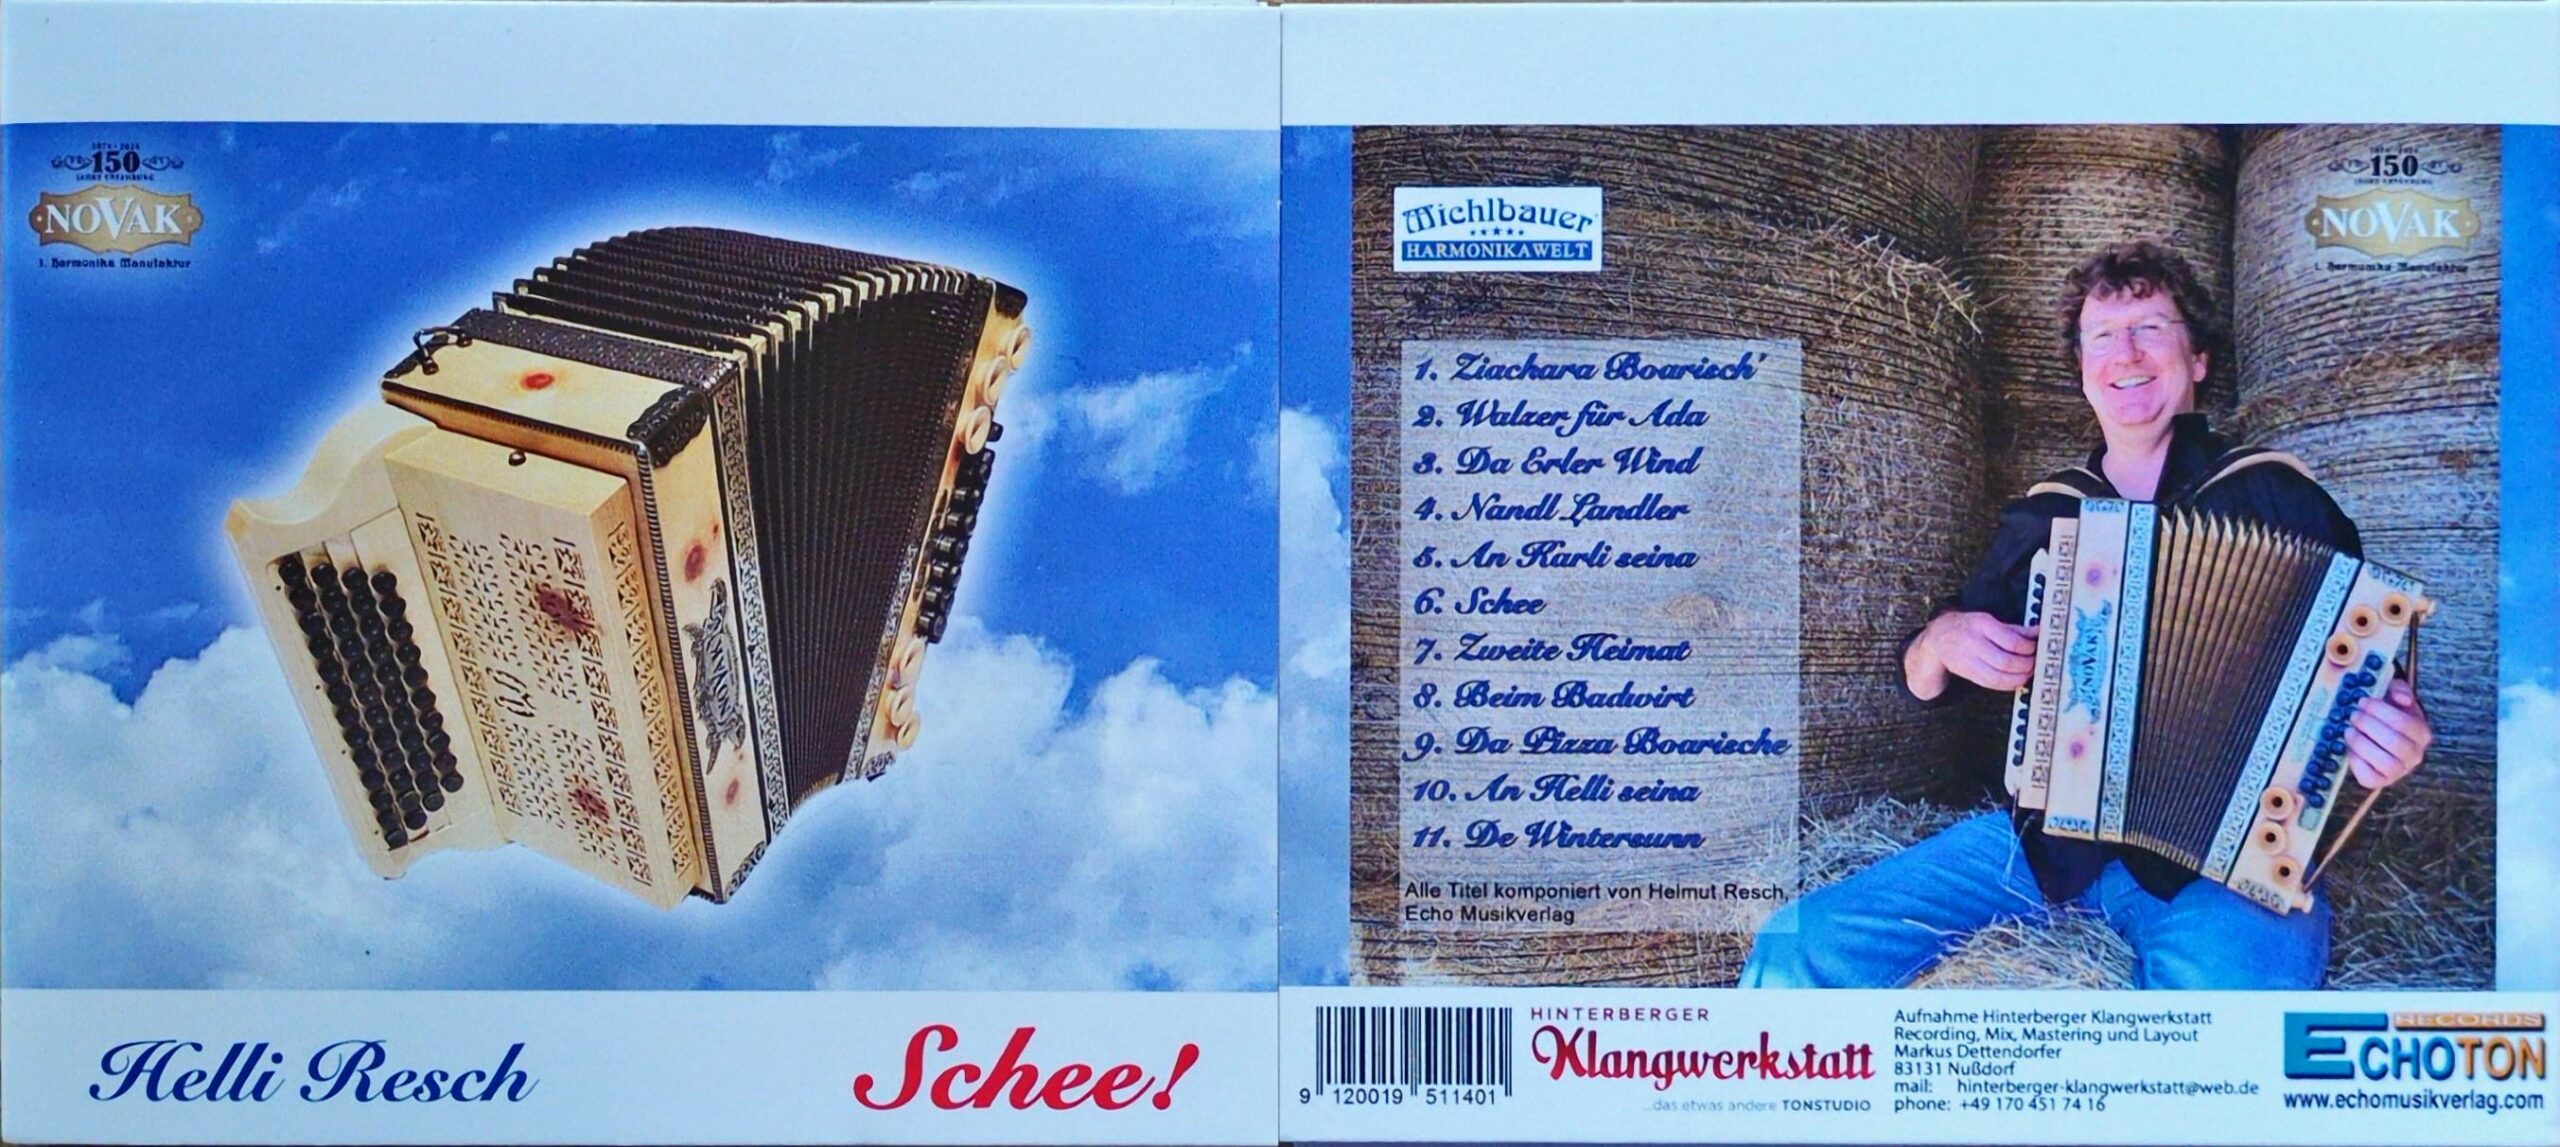 1874 - 2024
150
JAHRE ERFAHRUNG
NOVAK
1. Harmonika Manufaktur
NOVAK
Helli Resch
Schee!
Michlbauer
HARMONIKAWELT
150
NOVAK
1. Harmonika Manufaktur
NOVAK
1. Ziachara Boarisch'
2. Walzer für Ada
3. Da Erler Wind
4. Nandl Landler
5. An Karli seina
6. Schee
7. Zweite Heimat
8. Beim Badwirt
9. Da Pizza Boarische
10. An Helli seina
11. De Wintersunn
Alle Titel komponiert von Helmut Resch,
Echo Musikverlag
9 120019 511401
HINTERBERGER
Klangwerkstatt
...das etwas andere TONSTUDIO
Aufnahme Hinterberger Klangwerkstatt
Recording, Mix, Mastering und Layout
Markus Dettendorfer
83131 Nußdorf
mail: hinterberger-klangwerkstatt@web.de
phone: +49 170 451 74 16
RECORDS
ECHOTON
www.echomusikverlag.com